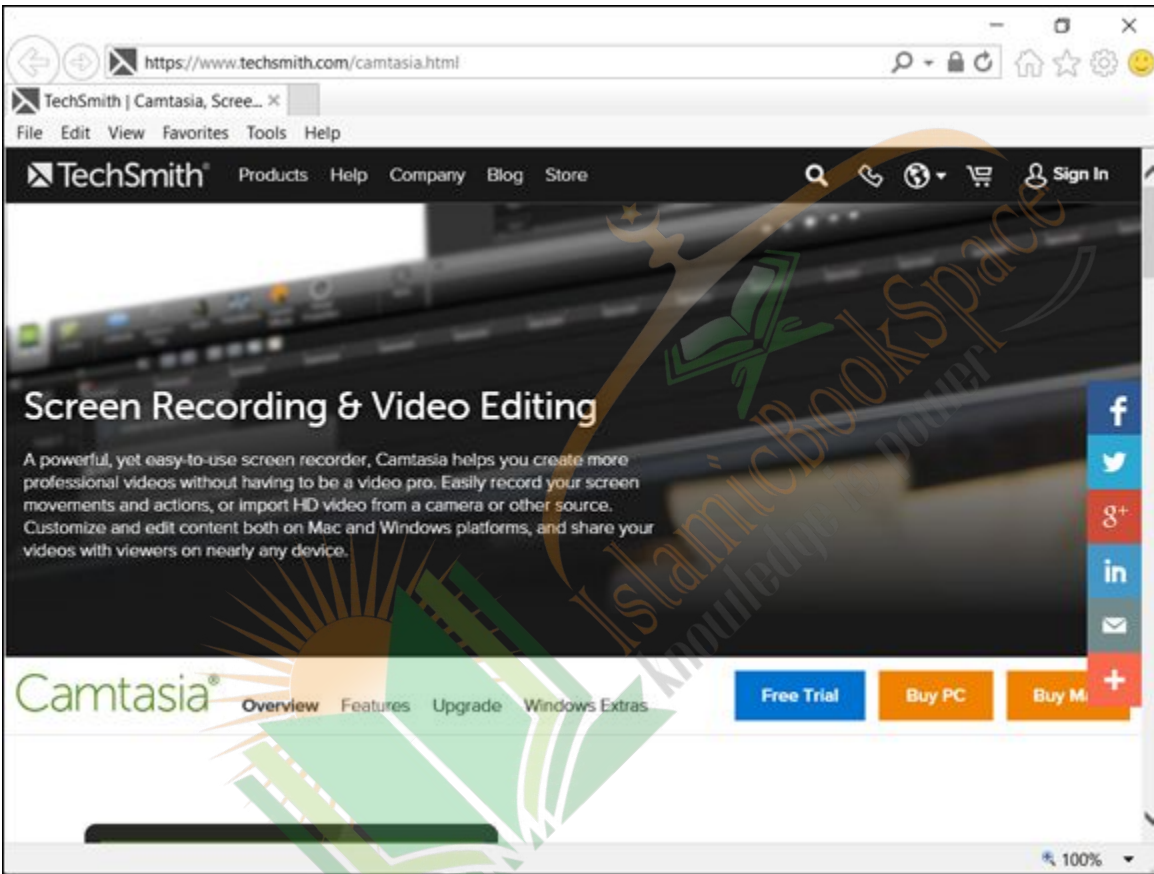 https://www.techsmith.com/camtasia.html
TechSmith | Camtasia, Scree...
File Edit View Favorites Tools Help
TechSmith® Products Help Company Blog Store Sign In
Screen Recording & Video Editing
A powerful, yet easy-to-use screen recorder, Camtasia helps you create more
professional videos without having to be a video pro. Easily record your screen
movements and actions, or import HD video from a camera or other source.
Customize and edit content both on Mac and Windows platforms, and share your
videos with viewers on nearly any device.
f
g+
in
Camtasia® Overview Features Upgrade Windows Extras Free Trial Buy PC Buy
100%
IslamicBookSpace
Knowledge is power